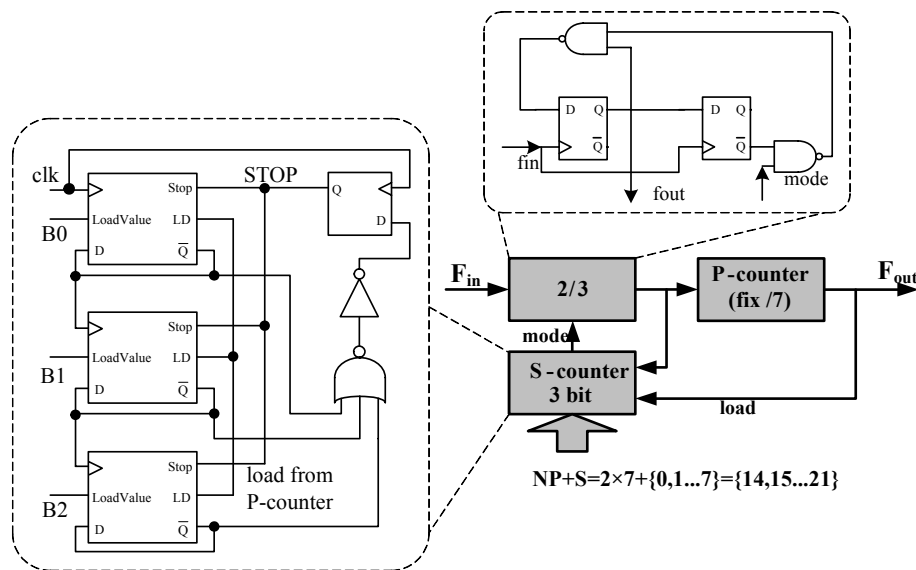 D
Q
Q
D
Q
Q
fin
mode
fout
clk
STOP
Stop
LoadValue
LD
D
Q
B0
Q
D
Stop
LoadValue
LD
D
Q
B1
Stop
LoadValue
LD
D
Q
B2
load from
P-counter
Fin
2/3
P-counter
(fix /7)
Fout
mode
S-counter
3 bit
load
NP+S=2×7+{0,1...7}={14,15...21}